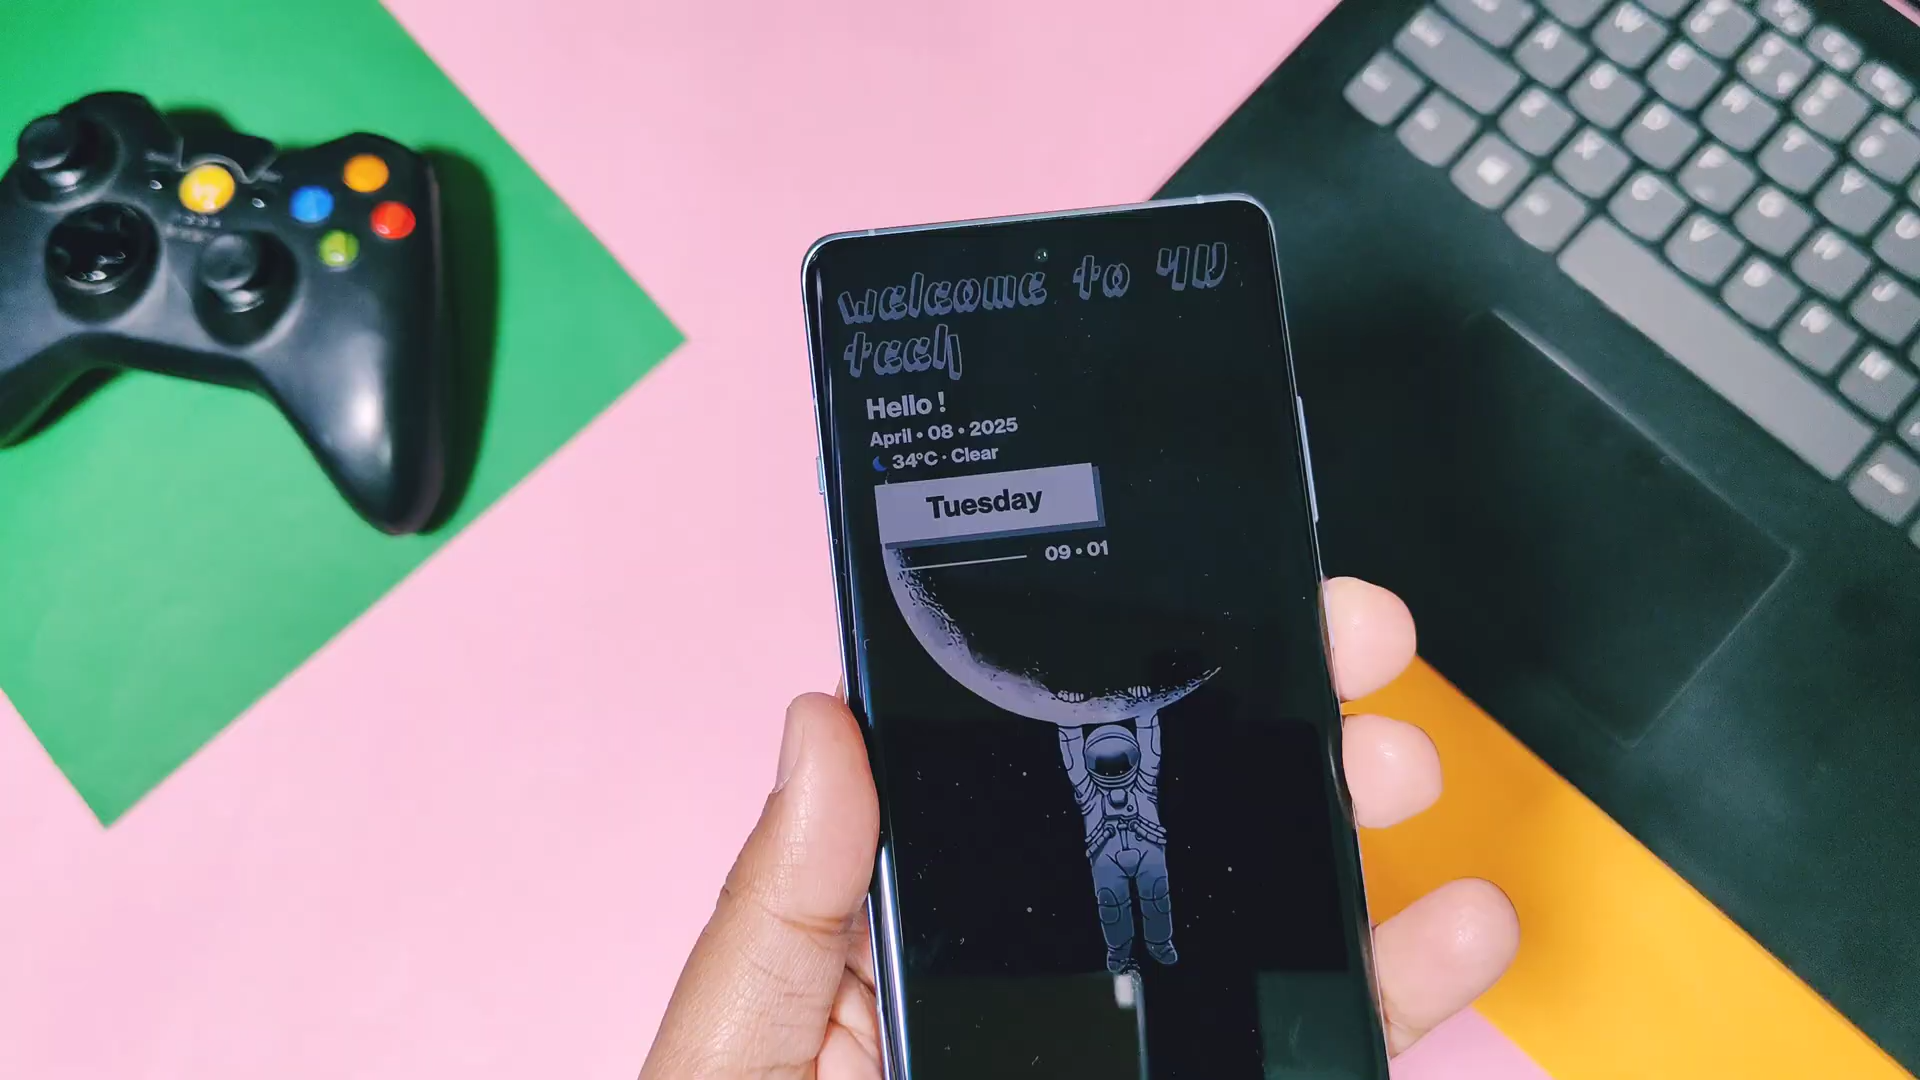 welcome to 4U
tech
Hello !
April • 08 • 2025
34°C · Clear
Tuesday
09 • 01